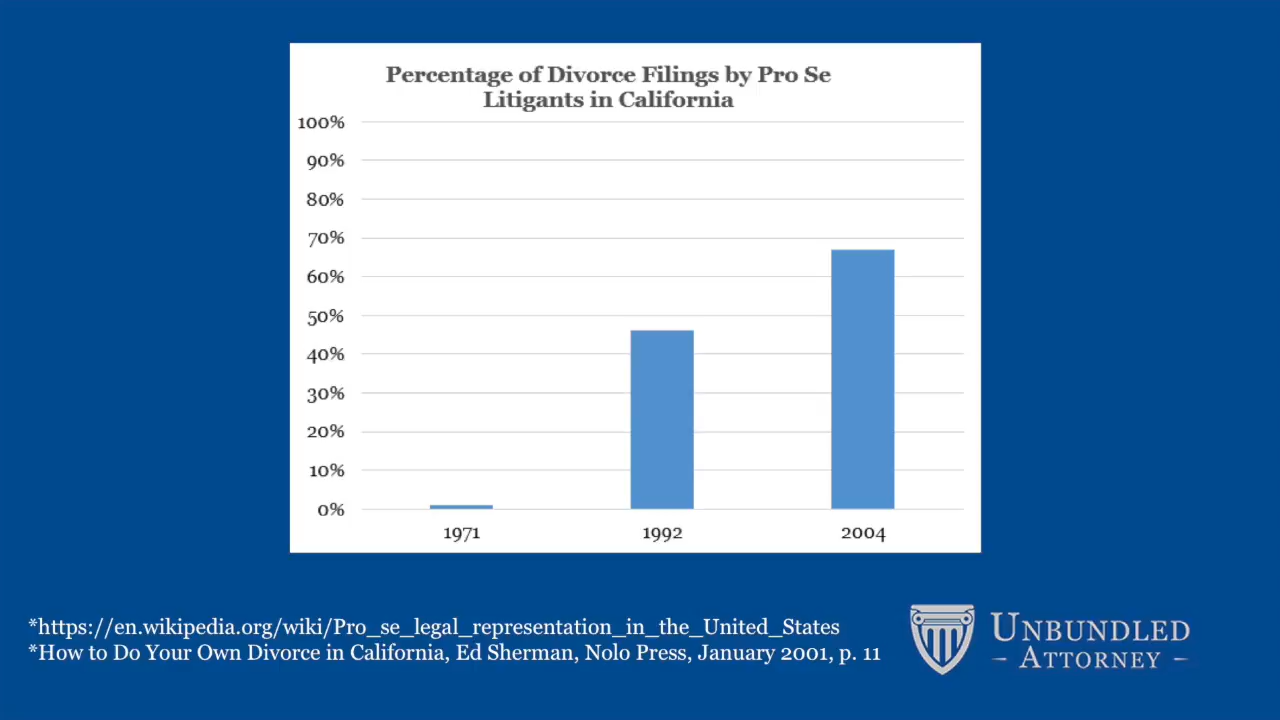 Percentage of Divorce Filings by Pro Se
Litigants in California
100%
90%
80%
70%
60%
50%
40%
30%
20%
10%
0%
1971 1992 2004
*https://en.wikipedia.org/wiki/Pro_se_legal_representation_in_the_United_States
*How to Do Your Own Divorce in California, Ed Sherman, Nolo Press, January 2001, p. 11
UNBUNDLED
– ATTORNEY –